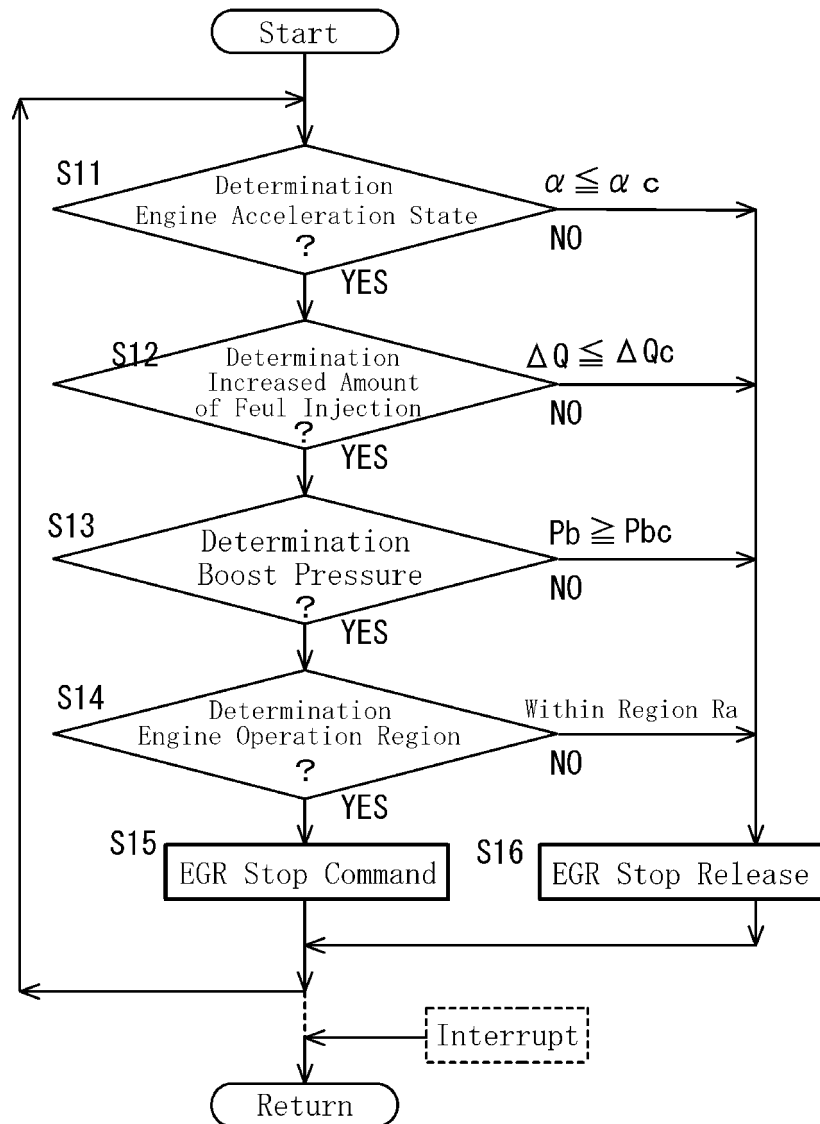 Start
S11
Determination
Engine Acceleration State
?
α ≦ α c
NO
YES
S12
Determination
Increased Amount
of Feul Injection
?
ΔQ ≦ ΔQc
NO
YES
S13
Determination
Boost Pressure
?
Pb ≧ Pbc
NO
YES
S14
Determination
Engine Operation Region
?
Within Region Ra
NO
YES
S15
EGR Stop Command
S16
EGR Stop Release
Interrupt
Return